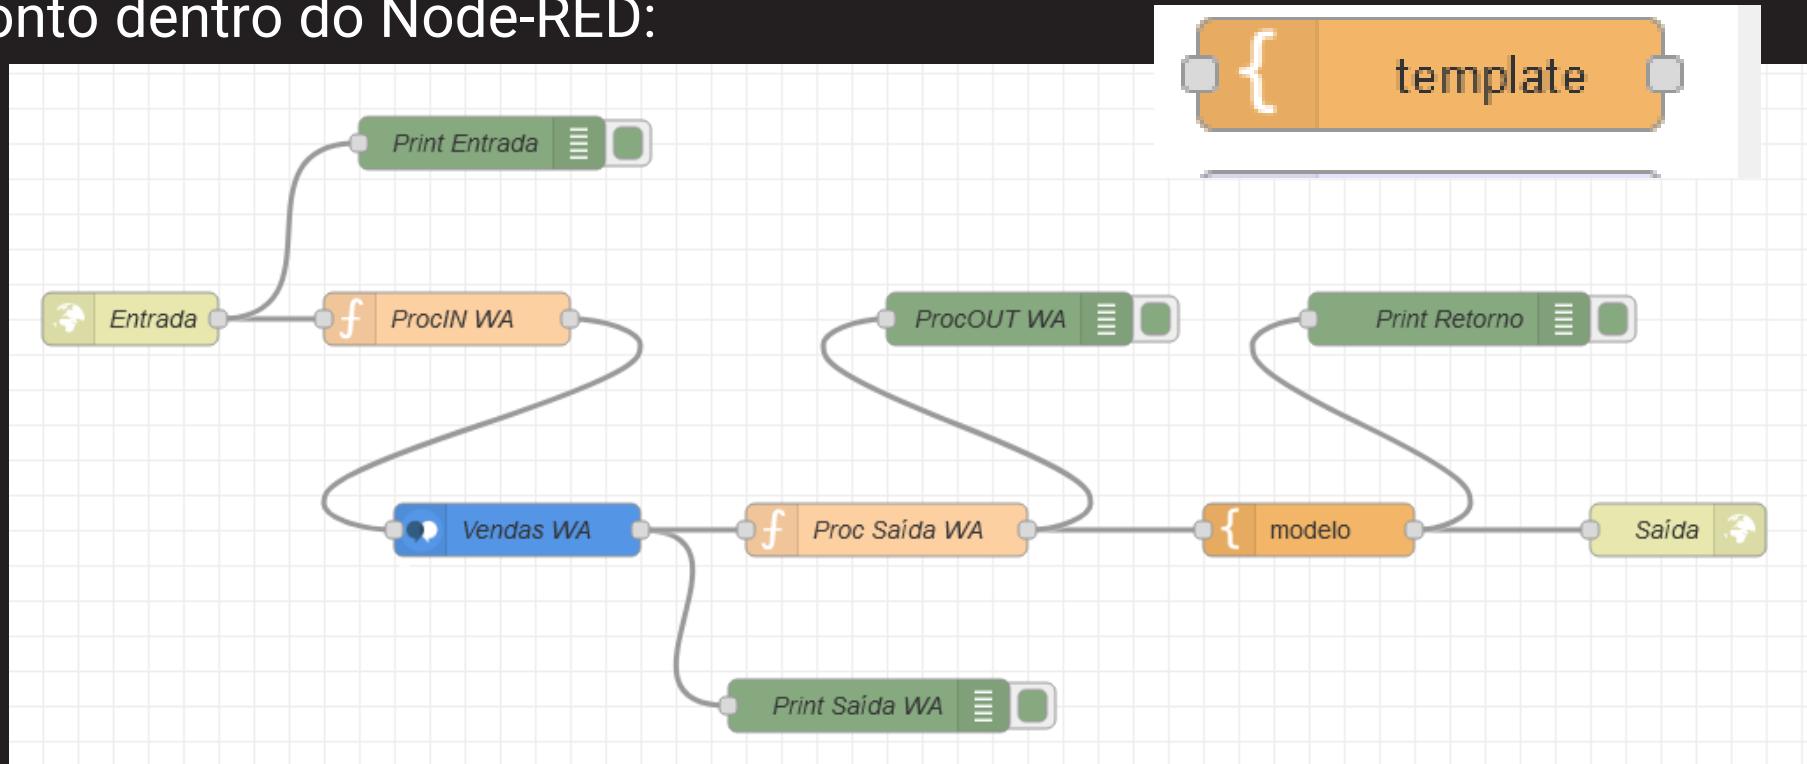 dentro do Node-RED:
template
Print Entrada
Entrada
ProcIN WA
ProcOUT WA
Print Retorno
Vendas WA
Proc Saída WA
modelo
Saída
Print Saída WA